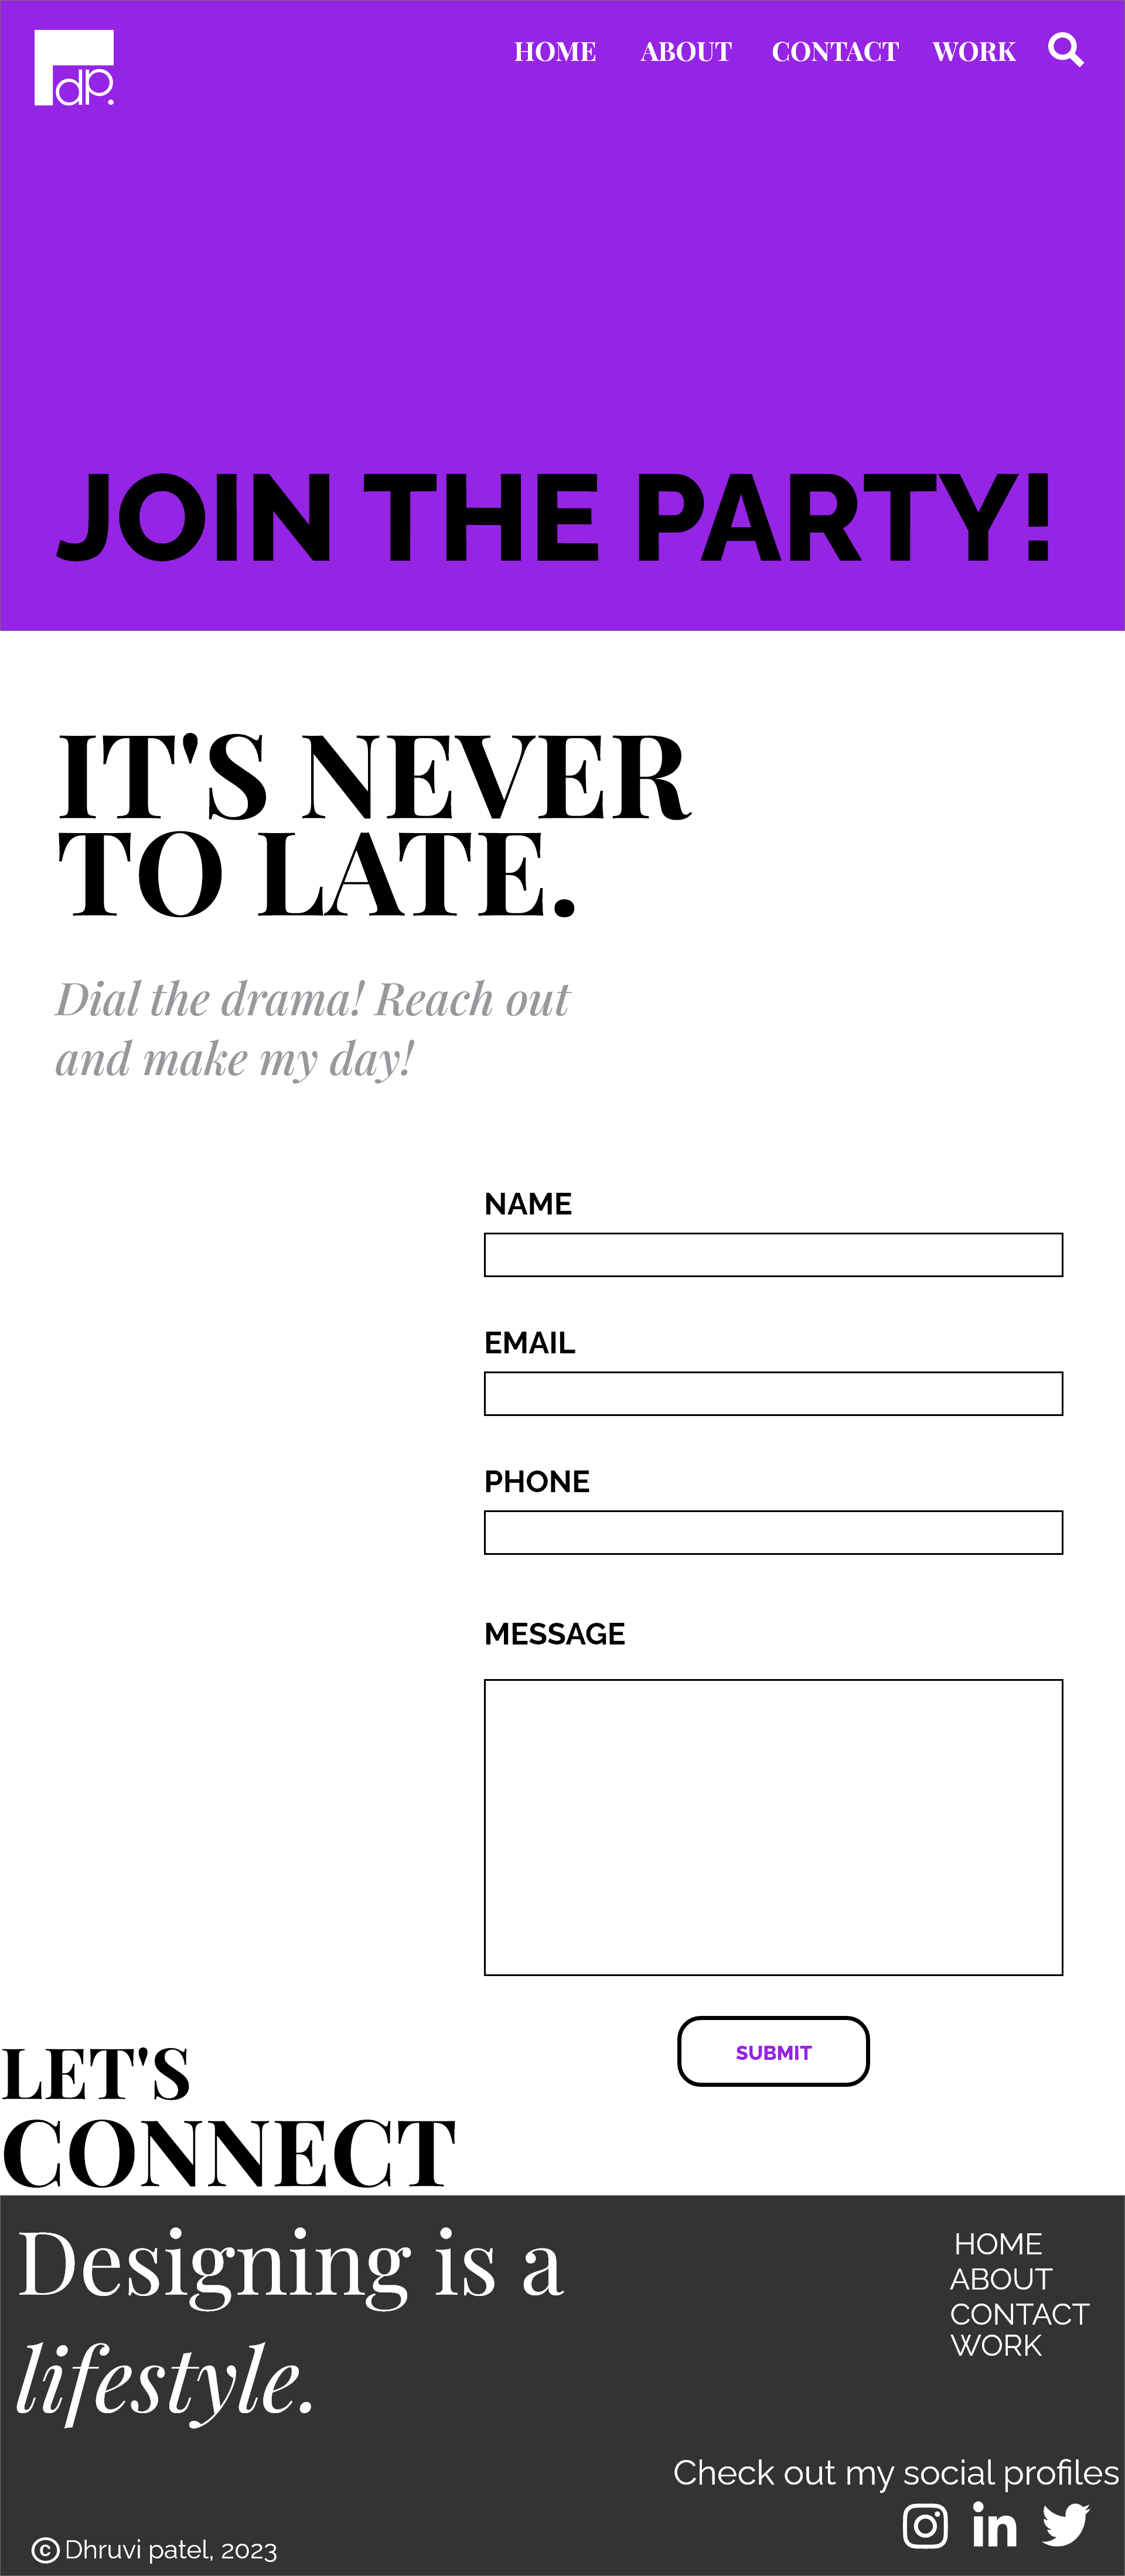 dp.
HOME ABOUT CONTACT WORK
JOIN THE PARTY!
IT'S NEVER
TO LATE.
Dial the drama! Reach out
and make my day!
NAME
EMAIL
PHONE
MESSAGE
SUBMIT
LET'S
CONNECT
Designing is a
lifestyle.
HOME
ABOUT
CONTACT
WORK
Check out my social profiles
in
© Dhruvi patel, 2023